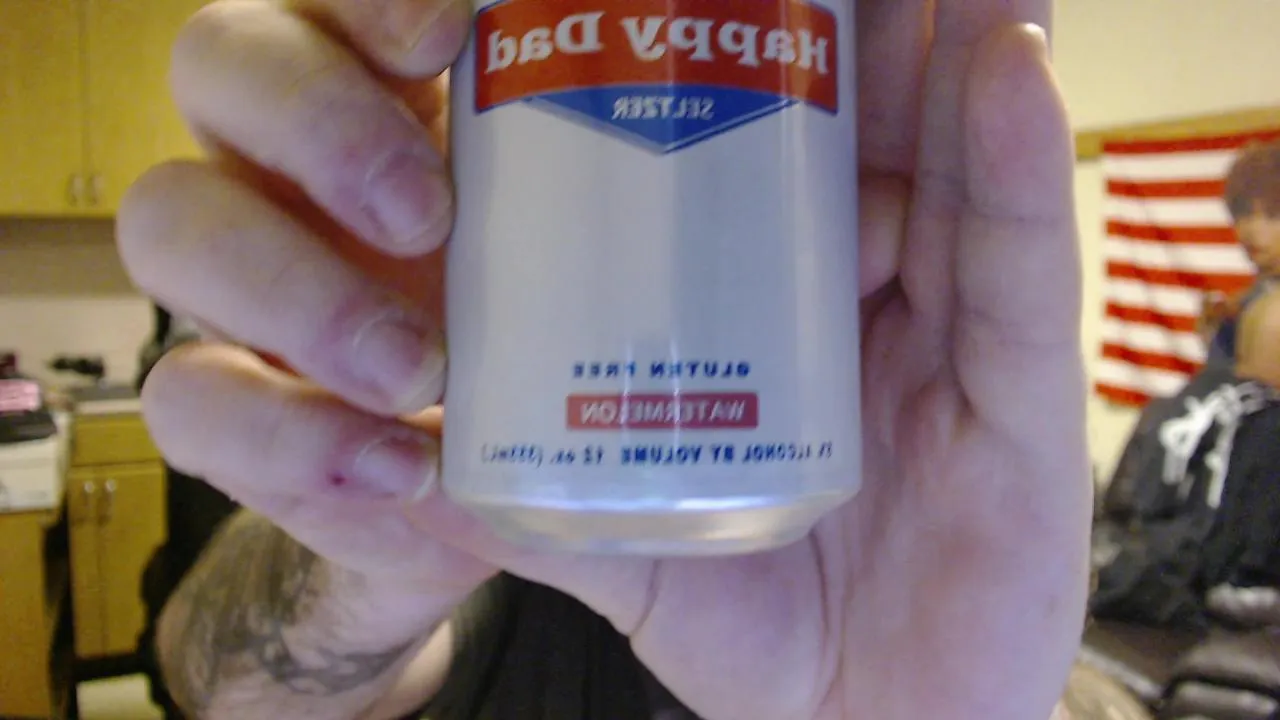 Happy Dad
SELTZER
GLUTEN FREE
WATERMELON
ALCOHOL BY VOLUME 12 oz. (355mL)